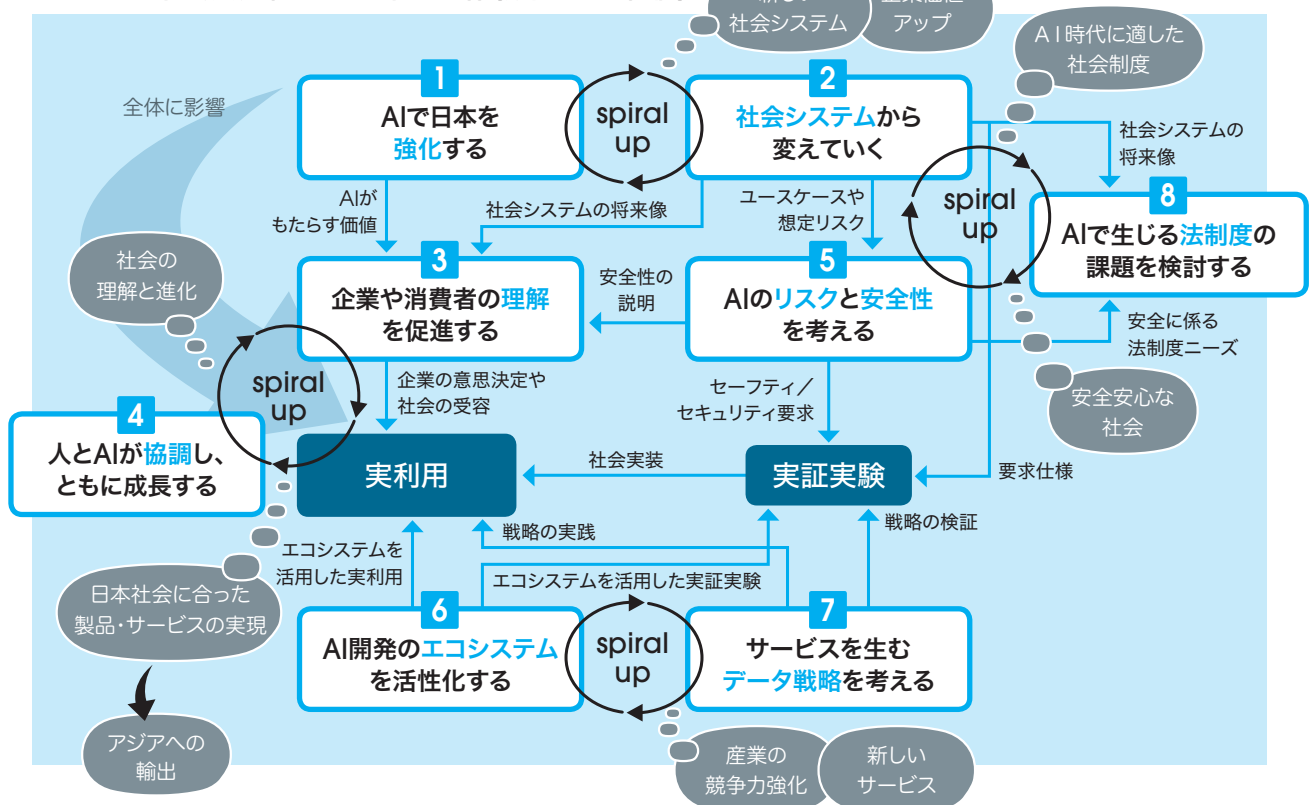 社会システム
アップ
AI時代に適した
社会制度
全体に影響
1
AIで日本を
強化する
spiral
up
2
社会システムから
変えていく
社会システムの
将来像
AIが
もたらす価値
社会システムの将来像
ユースケースや
想定リスク
spiral
up
8
AIで生じる法制度の
課題を検討する
社会の
理解と進化
3
企業や消費者の理解
を促進する
安全性の
説明
5
AIのリスクと安全性
を考える
安全に係る
法制度ニーズ
spiral
up
企業の意思決定や
社会の受容
セーフティ／
セキュリティ要求
安全安心な
社会
4
人とAIが協調し、
ともに成長する
実利用
社会実装
実証実験
要求仕様
エコシステムを
活用した実利用
戦略の実践
戦略の検証
エコシステムを活用した実証実験
日本社会に合った
製品・サービスの実現
6
AI開発のエコシステム
を活性化する
spiral
up
7
サービスを生む
データ戦略を考える
アジアへの
輸出
産業の
競争力強化
新しい
サービス